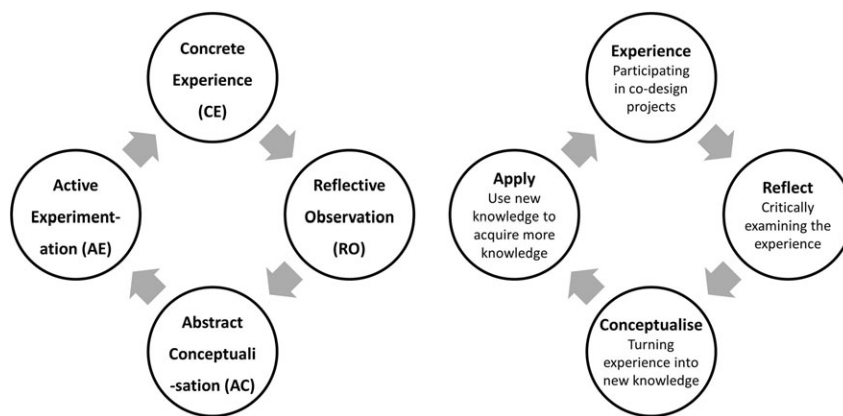 Concrete
Experience
(CE)
Reflective
Observation
(RO)
Abstract
Conceptuali
-sation (AC)
Active
Experiment-
ation (AE)
Experience
Participating
in co-design
projects
Reflect
Critically
examining the
experience
Conceptualise
Turning
experience into
new knowledge
Apply
Use new
knowledge to
acquire more
knowledge